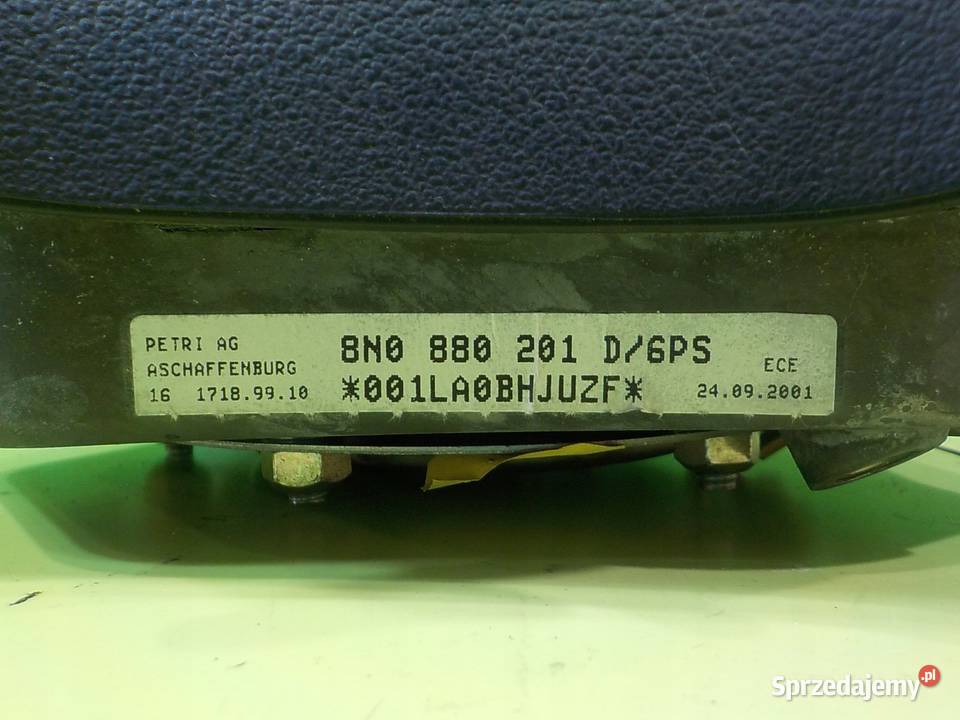 PETRI AG
ASCHAFFENBURG
16 1718.99.10
8N0 880 201 D/6PS
*001LA0BHJUZF*
ECE
24.09.2001
Sprzedajemy.pl